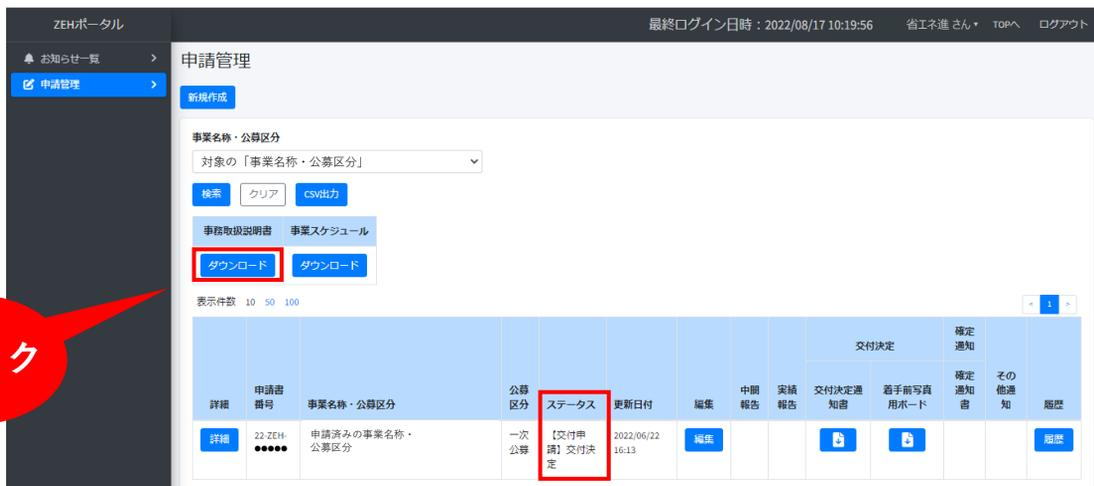 ZEHポータル
最終ログイン日時：2022/08/17 10:19:56 省エネ進 さん TOPへ ログアウト
お知らせ一覧
申請管理
申請管理
新規作成
事業名称・公募区分
対象の「事業名称・公募区分」
検索 クリア CSV出力
事務取扱説明書 事業スケジュール
ダウンロード ダウンロード
表示件数 10 50 100
< 1 >
ク
交付決定 確定通知
詳細 申請書番号 事業名称・公募区分 公募区分 ステータス 更新日付 編集 中間報告 実績報告 交付決定通知書 着手前写真用ボード 確定通知書 その他通知 履歴
詳細 22-ZEH-●●●●● 申請済みの事業名称・公募区分 一次公募 【交付申請】交付決定 2022/06/22 16:13 編集 履歴